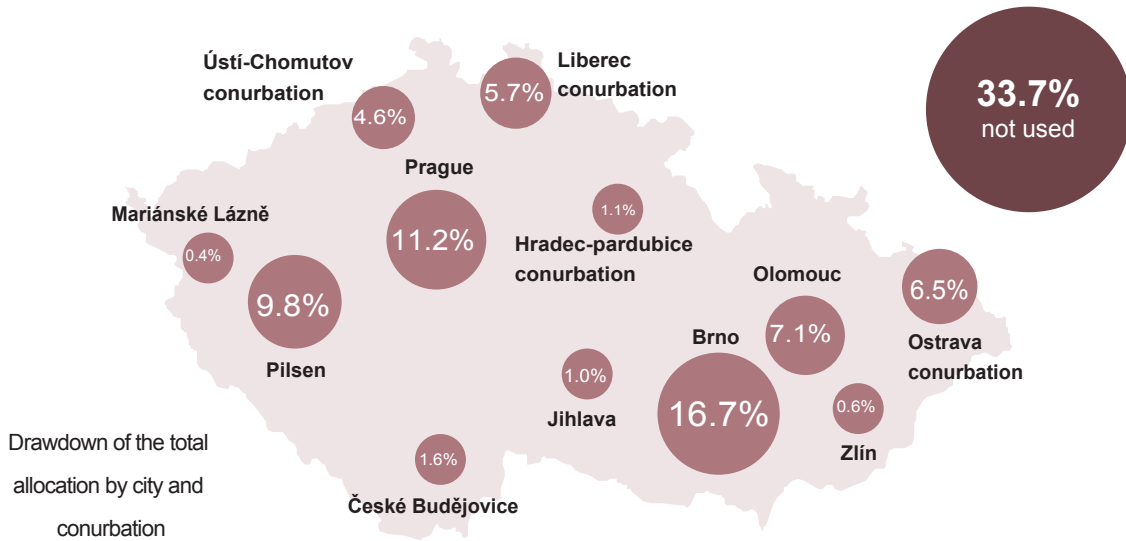 Ústí-Chomutov
conurbation
4.6%
Liberec
conurbation
5.7%
33.7%
not used
Prague
11.2%
Mariánské Lázně
0.4%
1.1%
Hradec-pardubice
conurbation
9.8%
Pilsen
Olomouc
7.1%
6.5%
Ostrava
conurbation
Brno
16.7%
1.0%
Jihlava
0.6%
Zlín
1.6%
České Budějovice
Drawdown of the total
allocation by city and
conurbation